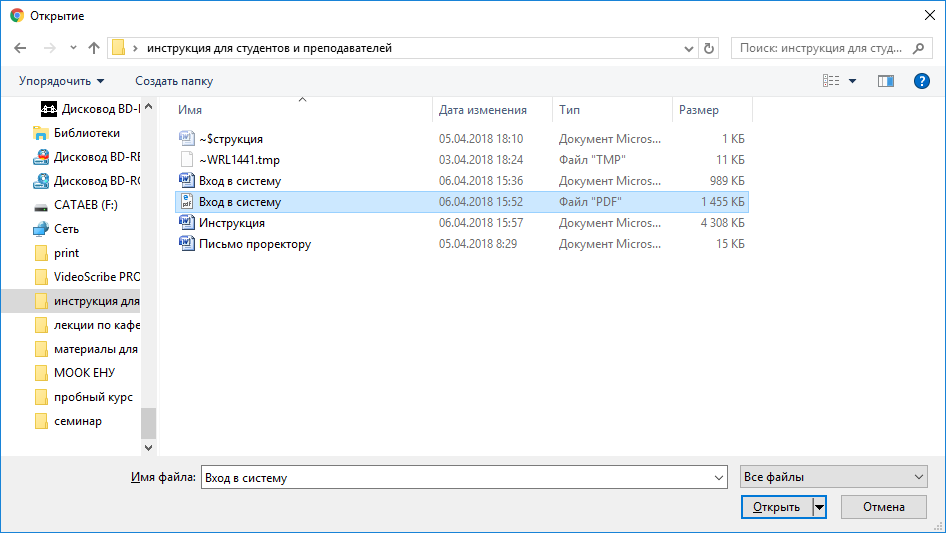 Открытие
инструкция для студентов и преподавателей
Поиск: инструкция для студ...
Упорядочить
Создать папку
?
Дисковод BD-
Библиотеки
Дисковод BD-RE
Дисковод BD-RO
САТАЕВ (F:)
Сеть
print
VideoScribe PRO
инструкция для
лекции по кафе
материалы для
МООК ЕНУ
пробный курс
семинар
Имя Дата изменения Тип Размер
~$струкция 05.04.2018 18:10 Документ Micros... 1 КБ
~WRL1441.tmp 03.04.2018 18:24 Файл "TMP" 11 КБ
Вход в систему 06.04.2018 15:36 Документ Micros... 989 КБ
Вход в систему 06.04.2018 15:52 Файл "PDF" 1 455 КБ
Инструкция 06.04.2018 15:57 Документ Micros... 4 308 КБ
Письмо проректору 05.04.2018 8:29 Документ Micros... 15 КБ
Имя файла: Вход в систему Все файлы
Открыть Отмена